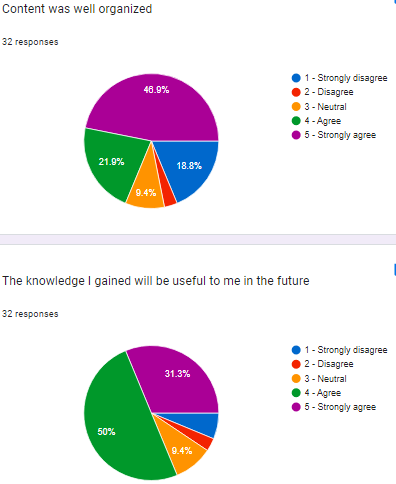 Content was well organized
32 responses
46.9%
21.9%
18.8%
9.4%
1 - Strongly disagree
2 - Disagree
3 - Neutral
4 - Agree
5 - Strongly agree
The knowledge I gained will be useful to me in the future
32 responses
31.3%
50%
9.4%
1 - Strongly disagree
2 - Disagree
3 - Neutral
4 - Agree
5 - Strongly agree